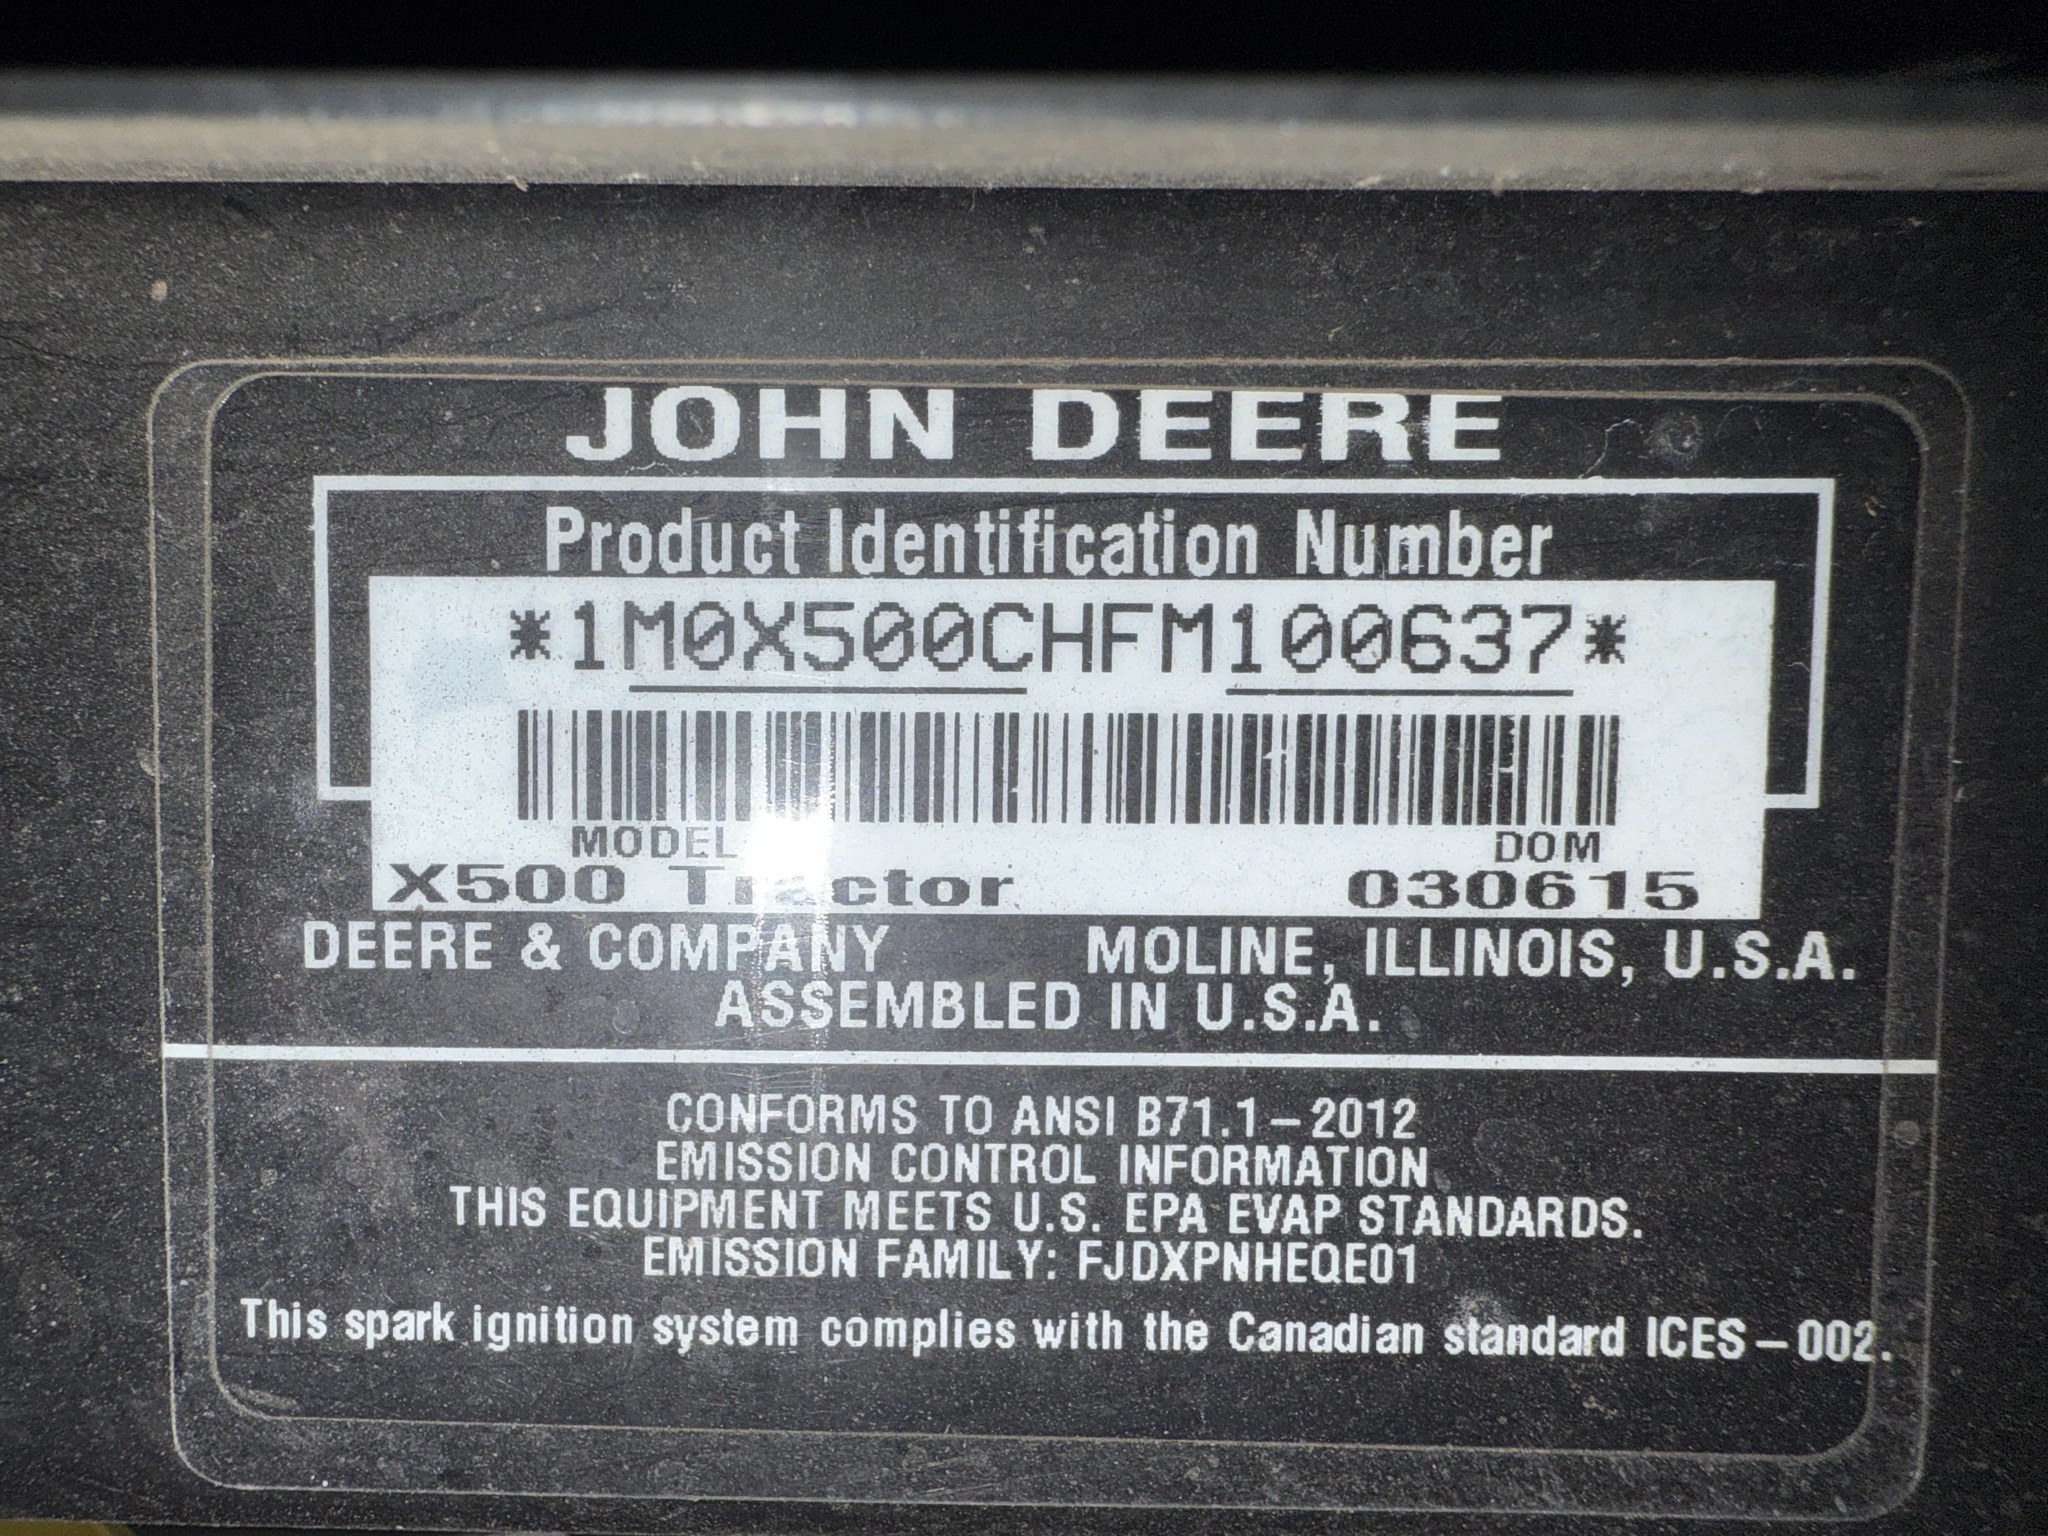 JOHN DEERE
Product Identification Number
*1M0X500CHFM100637*
MODEL DOM
X500 Tractor 030615
DEERE & COMPANY MOLINE, ILLINOIS, U.S.A.
ASSEMBLED IN U.S.A.
CONFORMS TO ANSI B71.1-2012
EMISSION CONTROL INFORMATION
THIS EQUIPMENT MEETS U.S. EPA EVAP STANDARDS.
EMISSION FAMILY: FJDXPNHEQE01
This spark ignition system complies with the Canadian standard ICES-002.